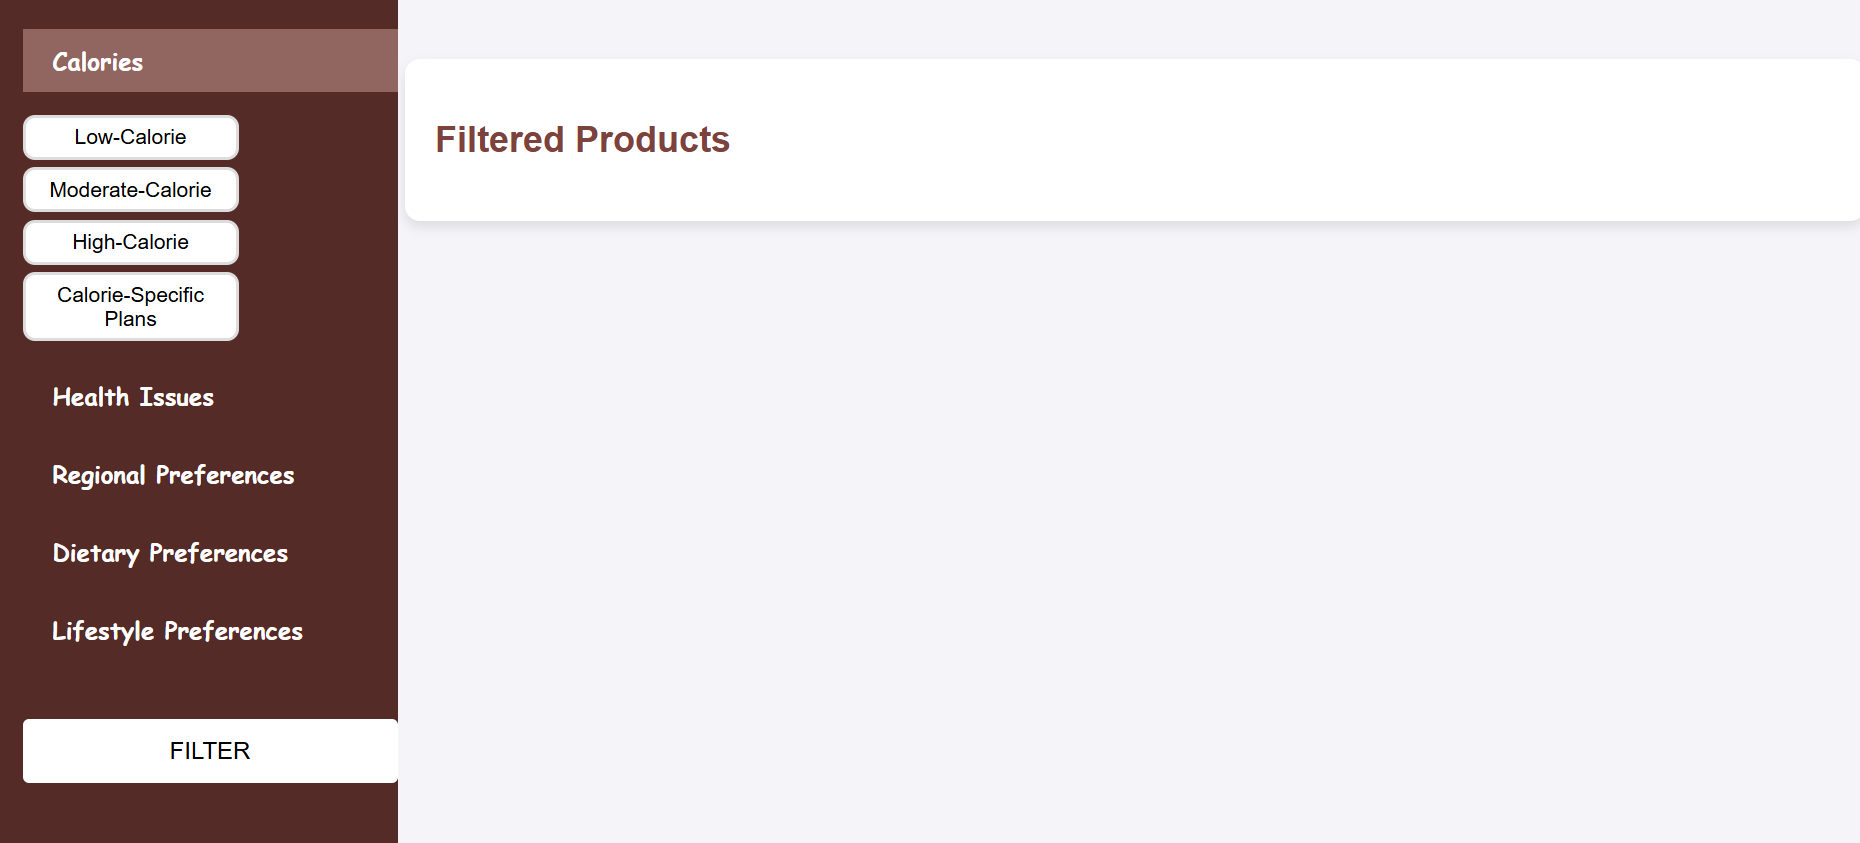 Calories
Low-Calorie
Moderate-Calorie
High-Calorie
Calorie-Specific
Plans
Health Issues
Regional Preferences
Dietary Preferences
Lifestyle Preferences
FILTER
Filtered Products